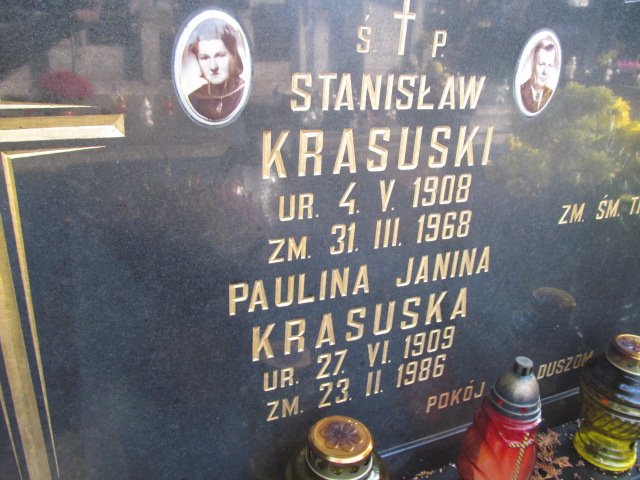 Ś. P.
STANISŁAW
KRASUSKI
UR. 4. V. 1908
ZM. 31. III. 1968
PAULINA JANINA
KRASUSKA
UR. 27. VI. 1909
ZM. 23. II. 1986
ZM. ŚM.
POKÓJ DUSZOM